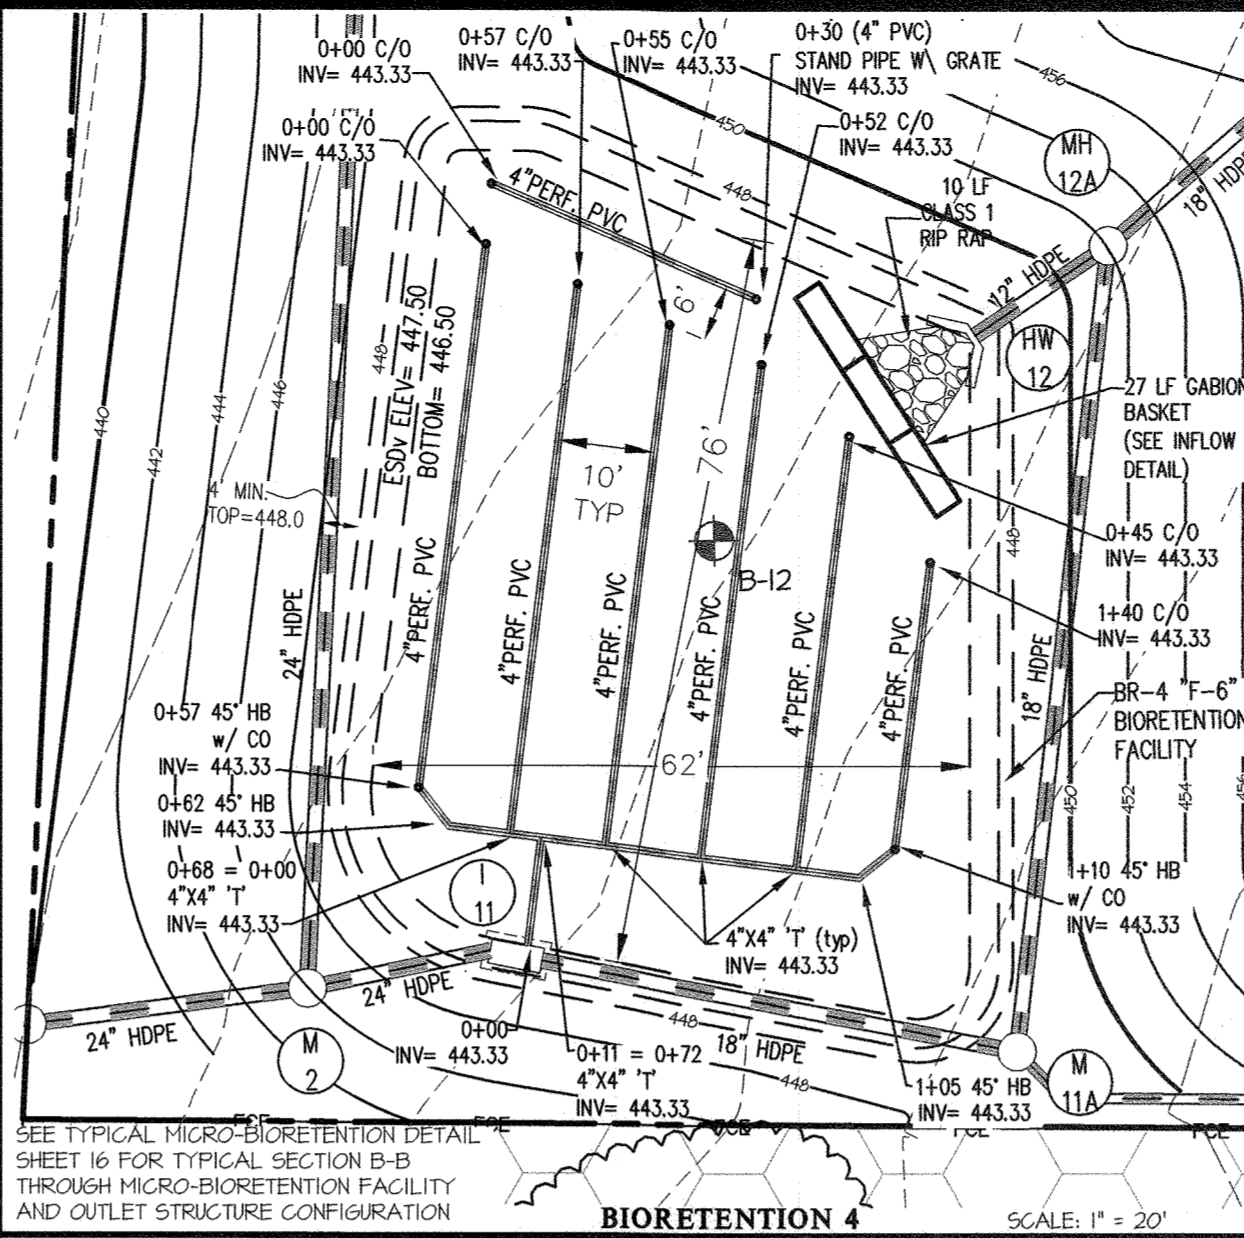 0+00 C/O
INV= 443.33
0+57 C/O
INV= 443.33
0+55 C/O
INV= 443.33
0+30 (4" PVC)
STAND PIPE W\ GRATE
INV= 443.33
456
0+00 C/O
INV= 443.33
450
0+52 C/O
INV= 443.33
MH
12A
18" HDPE
4"PERF. PVC
448
10 LF
CLASS 1
RIP RAP
12" HDPE
6'
HW
12
ESDv ELEV= 447.50
BOTTOM= 446.50
448
440
442
444
446
4' MIN.
TOP=448.0
10'
TYP
76'
B-12
27 LF GABION
BASKET
(SEE INFLOW
DETAIL)
448
0+45 C/O
INV= 443.33
1+40 C/O
INV= 443.33
24" HDPE
4"PERF. PVC
4"PERF. PVC
4"PERF. PVC
4"PERF. PVC
4"PERF. PVC
4"PERF. PVC
18" HDPE
BR-4 "F-6"
BIORETENTION
FACILITY
0+57 45° HB
w/ CO
INV= 443.33
62'
450
452
454
456
0+62 45° HB
INV= 443.33
0+68 = 0+00
4"X4" 'T'
INV= 443.33
I
11
1+10 45° HB
w/ CO
INV= 443.33
4"X4" 'T' (typ)
INV= 443.33
24" HDPE
24" HDPE
M
2
0+00
INV= 443.33
448
18" HDPE
0+11 = 0+72
4"X4" 'T'
INV= 443.33
448
1+05 45° HB
INV= 443.33
M
11A
FCE
FCE
FCE
FCE
FCE
SEE TYPICAL MICRO-BIORETENTION DETAIL
SHEET 16 FOR TYPICAL SECTION B-B
THROUGH MICRO-BIORETENTION FACILITY
AND OUTLET STRUCTURE CONFIGURATION
BIORETENTION 4
SCALE: 1" = 20'